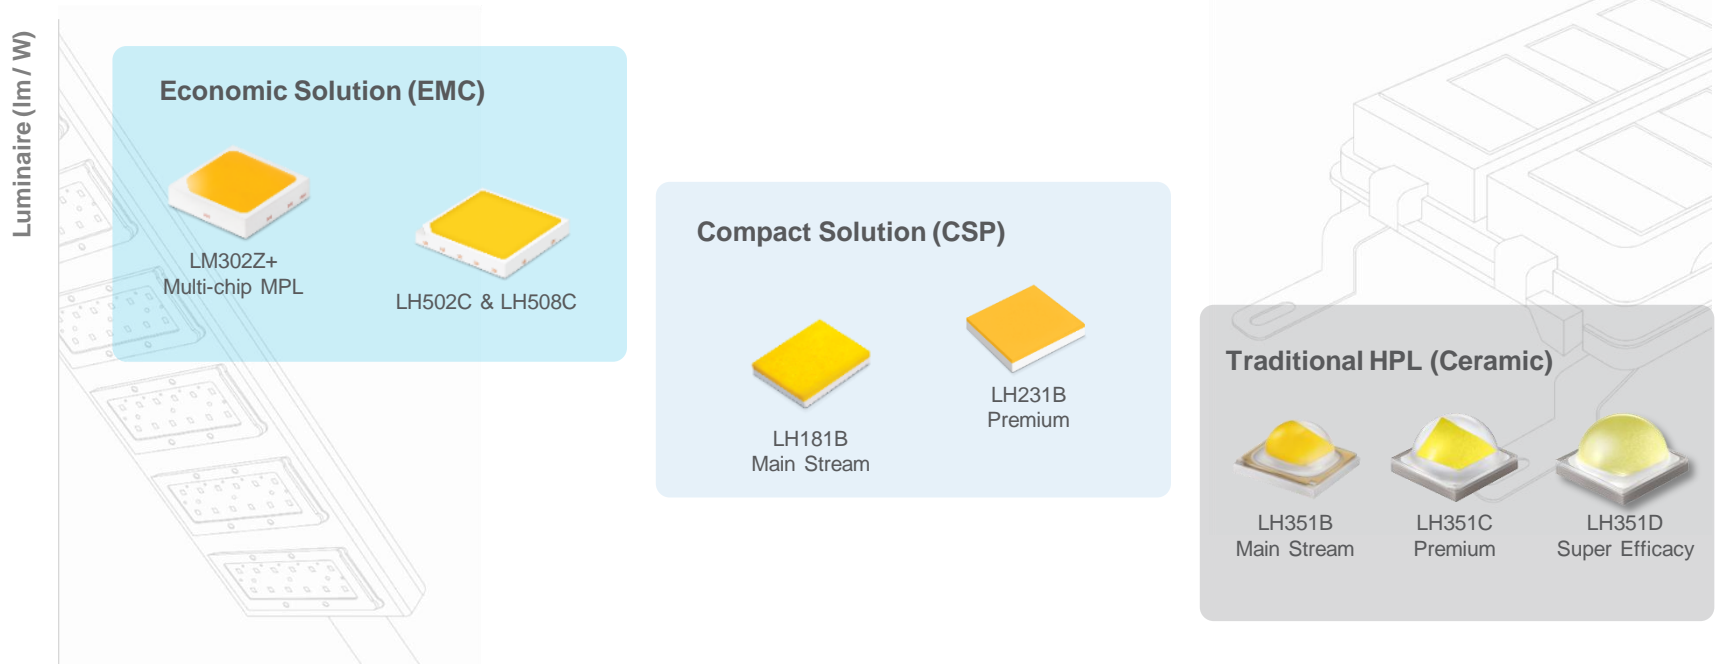 Luminaire (lm / W)
Economic Solution (EMC)
LM302Z+
Multi-chip MPL
LH502C & LH508C
Compact Solution (CSP)
LH181B
Main Stream
LH231B
Premium
Traditional HPL (Ceramic)
LH351B
Main Stream
LH351C
Premium
LH351D
Super Efficacy